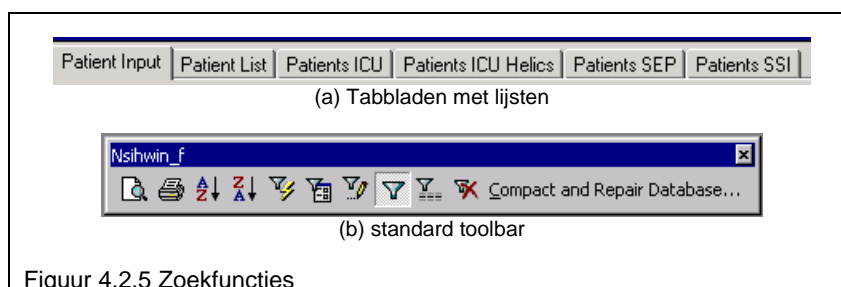 Patient Input Patient List Patients ICU Patients ICU Helics Patients SEP Patients SSI
(a) Tabbladen met lijsten
Nsihwin_f
Compact and Repair Database...
(b) standard toolbar
Figuur 4.2.5 Zoekfuncties